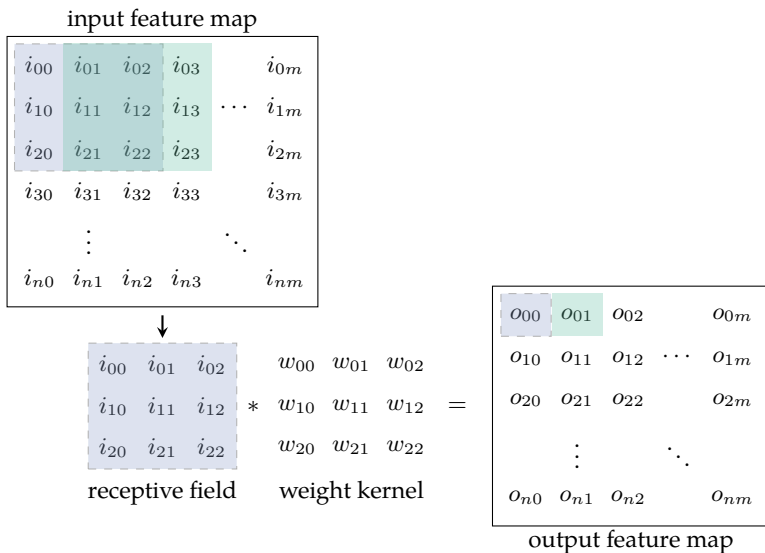 input feature map
i00 i01 i02 i03 i0m
i10 i11 i12 i13 ⋯ i1m
i20 i21 i22 i23 i2m
i30 i31 i32 i33 i3m
⋮ ⋱
in0 in1 in2 in3 inm
i00 i01 i02
i10 i11 i12
i20 i21 i22
receptive field
*
w00 w01 w02
w10 w11 w12
w20 w21 w22
weight kernel
=
o00 o01 o02 o0m
o10 o11 o12 ⋯ o1m
o20 o21 o22 o2m
⋮ ⋱
on0 on1 on2 onm
output feature map